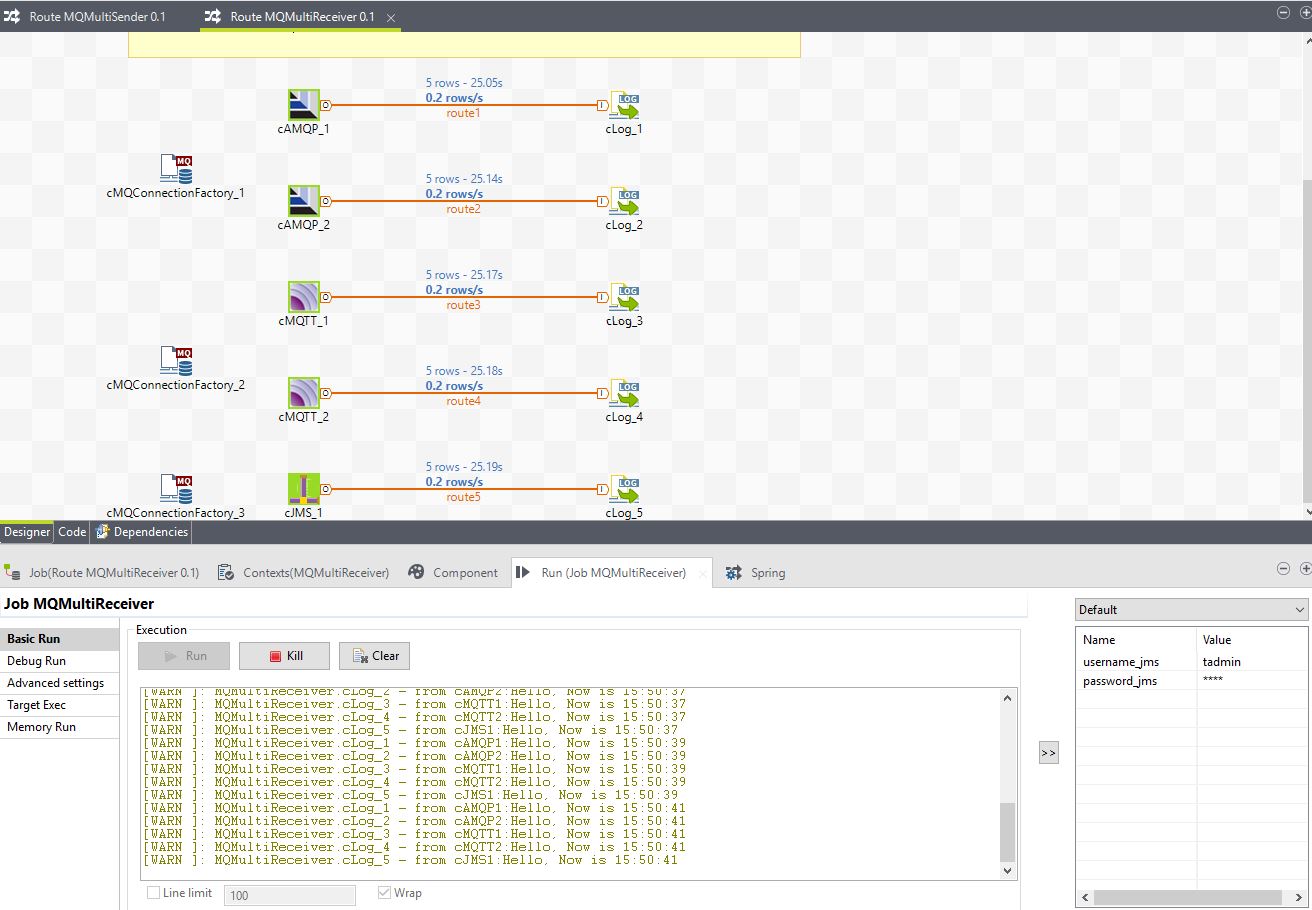 Route MQMultiSender 0.1
Route MQMultiReceiver 0.1
5 rows - 25.05s
0.2 rows/s
route1
cAMQP_1
LOG
cLog_1
MQ
cMQConnectionFactory_1
5 rows - 25.14s
0.2 rows/s
route2
cAMQP_2
LOG
cLog_2
5 rows - 25.17s
0.2 rows/s
route3
cMQTT_1
LOG
cLog_3
MQ
cMQConnectionFactory_2
5 rows - 25.18s
0.2 rows/s
route4
cMQTT_2
LOG
cLog_4
5 rows - 25.19s
0.2 rows/s
route5
MQ
cMQConnectionFactory_3
cJMS_1
LOG
cLog_5
Designer Code Dependencies
Job(Route MQMultiReceiver 0.1) Contexts(MQMultiReceiver) Component Run (Job MQMultiReceiver) Spring
Job MQMultiReceiver
Basic Run
Debug Run
Advanced settings
Target Exec
Memory Run
Execution
Run Kill Clear
[WARN ]: MQMultiReceiver.cLog_2 - from cAMQP2:Hello, Now is 15:50:37
[WARN ]: MQMultiReceiver.cLog_3 - from cMQTT1:Hello, Now is 15:50:37
[WARN ]: MQMultiReceiver.cLog_4 - from cMQTT2:Hello, Now is 15:50:37
[WARN ]: MQMultiReceiver.cLog_5 - from cJMS1:Hello, Now is 15:50:37
[WARN ]: MQMultiReceiver.cLog_1 - from cAMQP1:Hello, Now is 15:50:39
[WARN ]: MQMultiReceiver.cLog_2 - from cAMQP2:Hello, Now is 15:50:39
[WARN ]: MQMultiReceiver.cLog_3 - from cMQTT1:Hello, Now is 15:50:39
[WARN ]: MQMultiReceiver.cLog_4 - from cMQTT2:Hello, Now is 15:50:39
[WARN ]: MQMultiReceiver.cLog_5 - from cJMS1:Hello, Now is 15:50:39
[WARN ]: MQMultiReceiver.cLog_1 - from cAMQP1:Hello, Now is 15:50:41
[WARN ]: MQMultiReceiver.cLog_2 - from cAMQP2:Hello, Now is 15:50:41
[WARN ]: MQMultiReceiver.cLog_3 - from cMQTT1:Hello, Now is 15:50:41
[WARN ]: MQMultiReceiver.cLog_4 - from cMQTT2:Hello, Now is 15:50:41
[WARN ]: MQMultiReceiver.cLog_5 - from cJMS1:Hello, Now is 15:50:41
Line limit 100 Wrap
>>
Default
Name Value
username_jms tadmin
password_jms ****